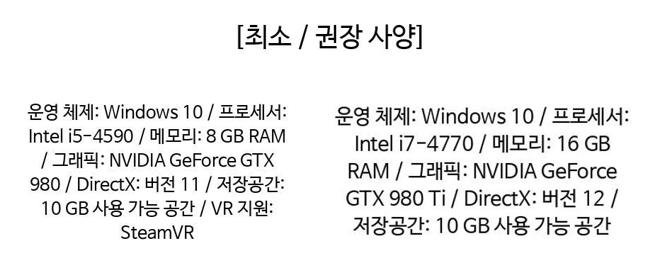 [최소 / 권장 사양]
운영 체제: Windows 10 / 프로세서:
Intel i5-4590 / 메모리: 8 GB RAM
/ 그래픽: NVIDIA GeForce GTX
980 / DirectX: 버전 11 / 저장공간:
10 GB 사용 가능 공간 / VR 지원:
SteamVR
운영 체제: Windows 10 / 프로세서:
Intel i7-4770 / 메모리: 16 GB
RAM / 그래픽: NVIDIA GeForce
GTX 980 Ti / DirectX: 버전 12 /
저장공간: 10 GB 사용 가능 공간